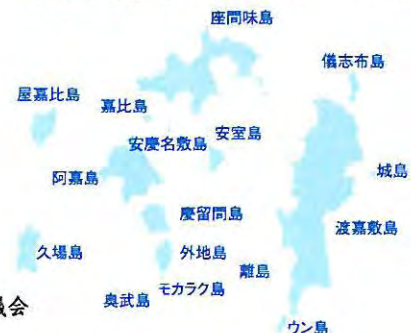 座間味島
儀志布島
屋嘉比島
嘉比島
安慶名敷島
安室島
阿嘉島
城島
慶留間島
渡嘉敷島
久場島
外地島
離島
モカラク島
奥武島
会
ウン島